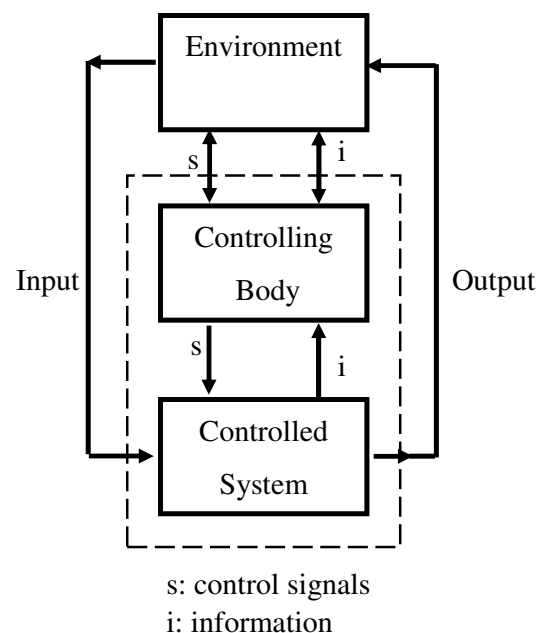 Environment
s
i
Controlling
Body
Input
Output
s
i
Controlled
System
s: control signals
i: information